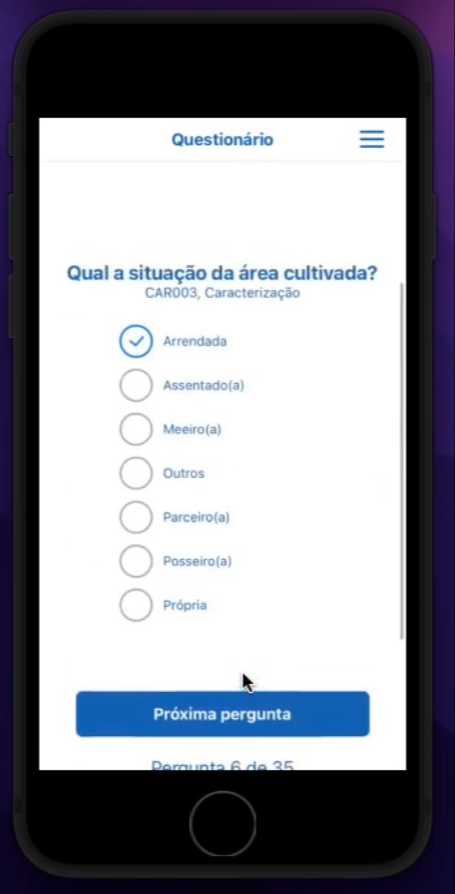 Questionário
Qual a situação da área cultivada?
CAR003, Caracterização
Arrendada
Assentado(a)
Meeiro(a)
Outros
Parceiro(a)
Posseiro(a)
Própria
Próxima pergunta
Pergunta 6 de 35